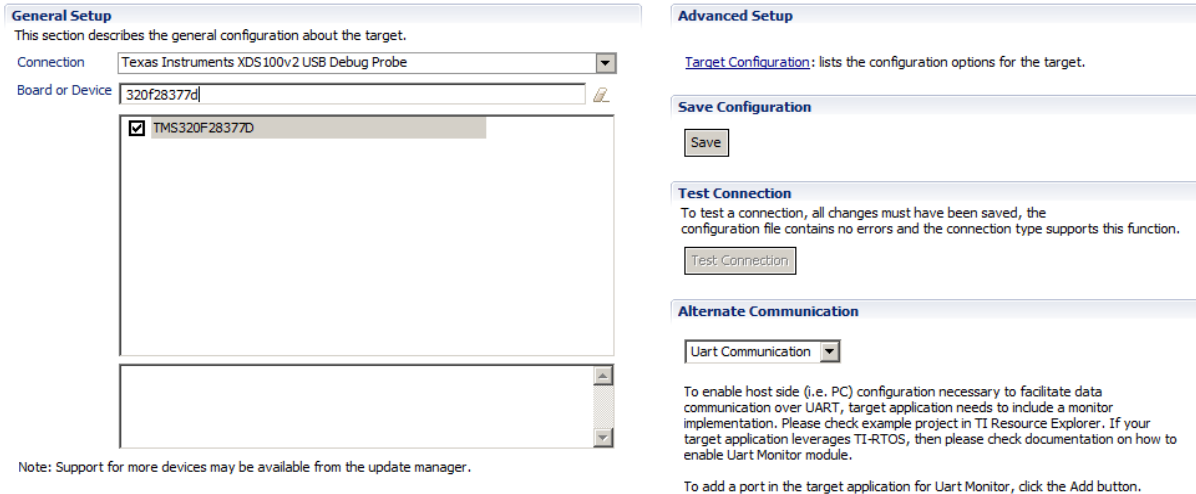 General Setup
This section describes the general configuration about the target.
Connection
Texas Instruments XDS100v2 USB Debug Probe
Board or Device
320f28377d
TMS320F28377D
Note: Support for more devices may be available from the update manager.
Advanced Setup
Target Configuration: lists the configuration options for the target.
Save Configuration
Save
Test Connection
To test a connection, all changes must have been saved, the
configuration file contains no errors and the connection type supports this function.
Test Connection
Alternate Communication
Uart Communication
To enable host side (i.e. PC) configuration necessary to facilitate data
communication over UART, target application needs to include a monitor
implementation. Please check example project in TI Resource Explorer. If your
target application leverages TI-RTOS, then please check documentation on how to
enable Uart Monitor module.
To add a port in the target application for Uart Monitor, click the Add button.